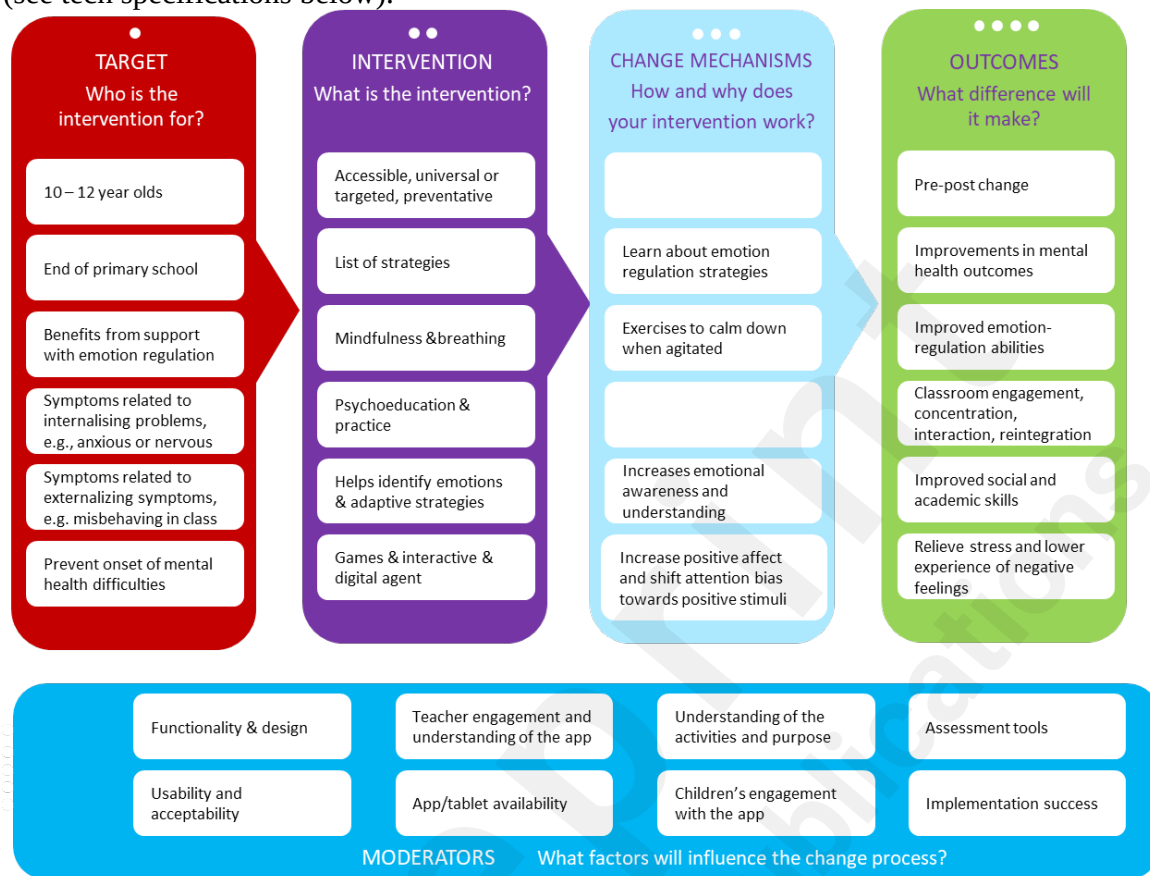 (see tech specifications below).
TARGET
Who is the
intervention for?
10 – 12 year olds
End of primary school
Benefits from support
with emotion regulation
Symptoms related to
internalising problems,
e.g., anxious or nervous
Symptoms related to
externalizing symptoms,
e.g. misbehaving in class
Prevent onset of mental
health difficulties
INTERVENTION
What is the intervention?
Accessible, universal or
targeted, preventative
List of strategies
Mindfulness &breathing
Psychoeducation &
practice
Helps identify emotions
& adaptive strategies
Games & interactive &
digital agent
CHANGE MECHANISMS
How and why does
your intervention work?
Learn about emotion
regulation strategies
Exercises to calm down
when agitated
Increases emotional
awareness and
understanding
Increase positive affect
and shift attention bias
towards positive stimuli
OUTCOMES
What difference will
it make?
Pre-post change
Improvements in mental
health outcomes
Improved emotion-
regulation abilities
Classroom engagement,
concentration,
interaction, reintegration
Improved social and
academic skills
Relieve stress and lower
experience of negative
feelings
Functionality & design
Teacher engagement and
understanding of the app
Understanding of the
activities and purpose
Assessment tools
Usability and
acceptability
App/tablet availability
Children's engagement
with the app
Implementation success
MODERATORS What factors will influence the change process?